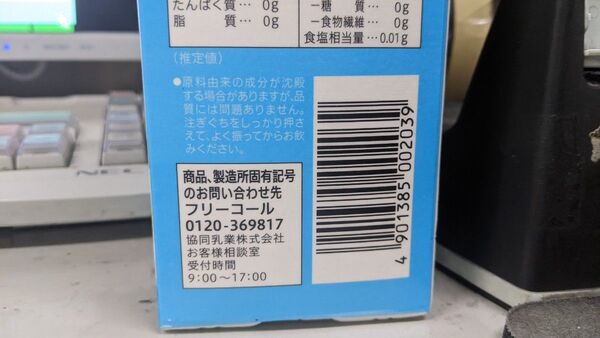 たんぱく質… 0g
脂　質… 0g
－糖　質… 0g
－食物繊維… 0g
食塩相当量…0.01g
(推定値)
●原料由来の成分が沈殿
する場合がありますが、品
質には問題ありません。
注ぎぐちをしっかり押さ
えて、よく振ってからお飲
みください。
商品、製造所固有記号
のお問い合わせ先
フリーコール
0120-369817
協同乳業株式会社
お客様相談室
受付時間
9:00～17:00
4 901385 002039
NEC